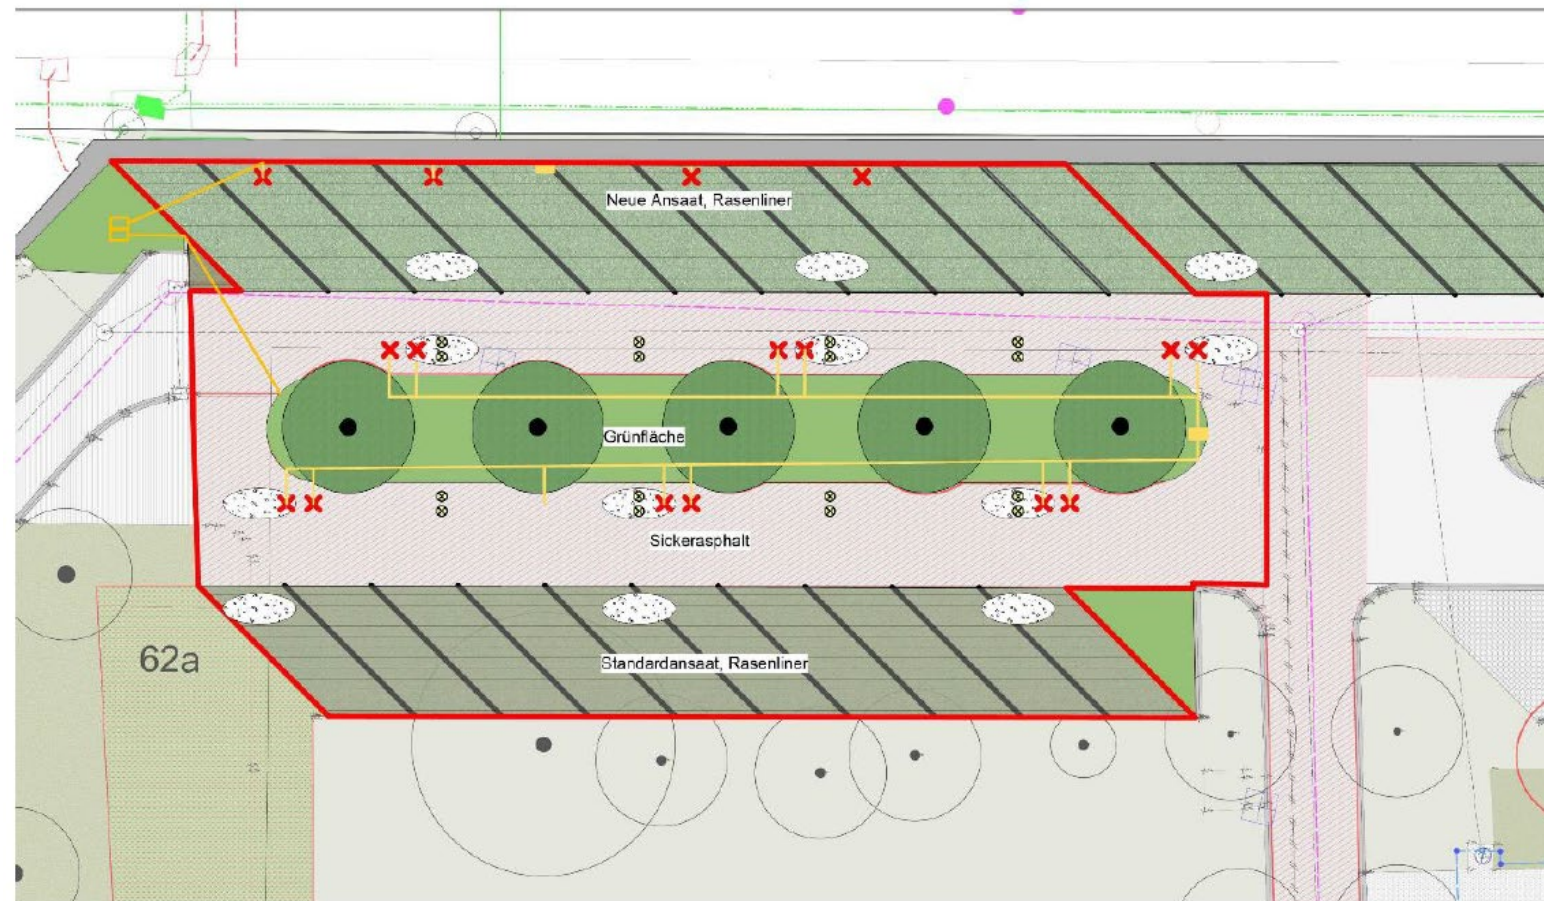 Neue Ansaat, Rasenliner
Grünfläche
Sickerasphalt
62a
Standardansaat, Rasenliner